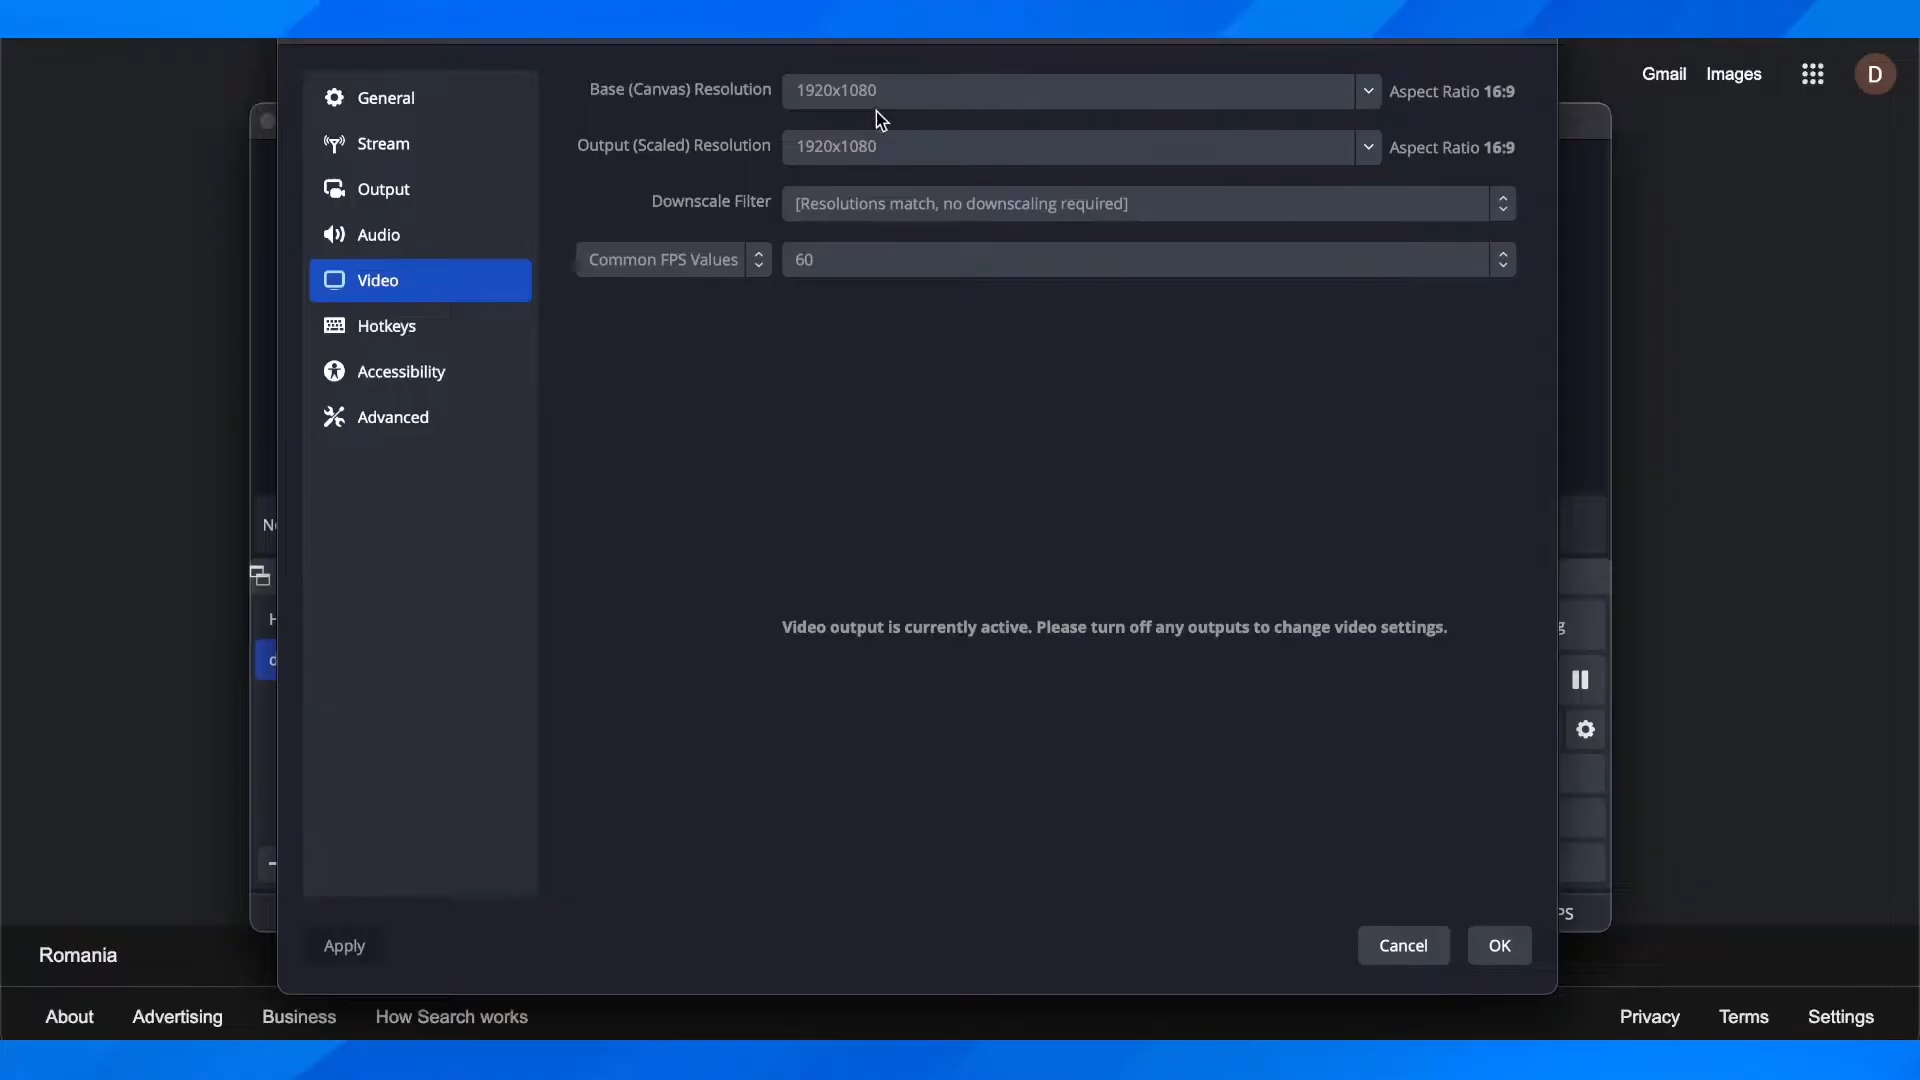 Gmail Images D
General
Stream
Output
Audio
Video
Hotkeys
Accessibility
Advanced
Base (Canvas) Resolution 1920x1080 Aspect Ratio 16:9
Output (Scaled) Resolution 1920x1080 Aspect Ratio 16:9
Downscale Filter [Resolutions match, no downscaling required]
Common FPS Values 60
Video output is currently active. Please turn off any outputs to change video settings.
Apply Cancel OK
Romania
About Advertising Business How Search works Privacy Terms Settings